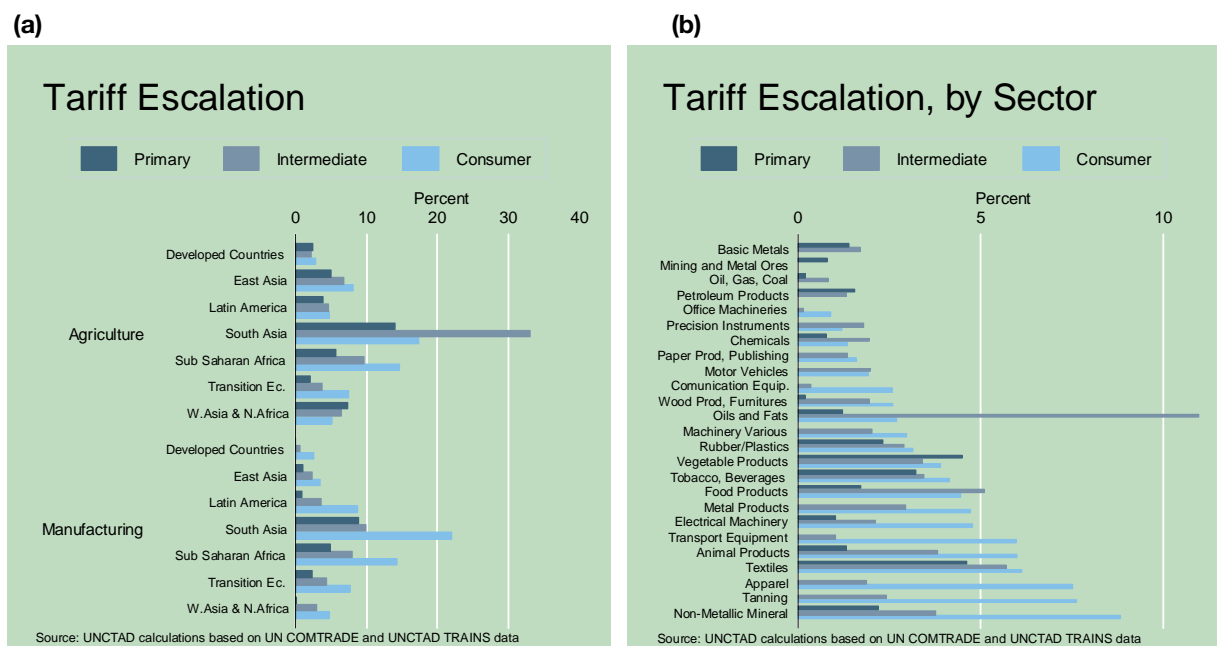 (a)
Tariff Escalation
Primary Intermediate Consumer
Percent
0 10 20 30 40
Agriculture
Developed Countries
East Asia
Latin America
South Asia
Sub Saharan Africa
Transition Ec.
W.Asia & N.Africa
Manufacturing
Developed Countries
East Asia
Latin America
South Asia
Sub Saharan Africa
Transition Ec.
W.Asia & N.Africa
Source: UNCTAD calculations based on UN COMTRADE and UNCTAD TRAINS data
(b)
Tariff Escalation, by Sector
Primary Intermediate Consumer
Percent
0 5 10
Basic Metals
Mining and Metal Ores
Oil, Gas, Coal
Petroleum Products
Office Machineries
Precision Instruments
Chemicals
Paper Prod, Publishing
Motor Vehicles
Comunication Equip.
Wood Prod, Furnitures
Oils and Fats
Machinery Various
Rubber/Plastics
Vegetable Products
Tobacco, Beverages
Food Products
Metal Products
Electrical Machinery
Transport Equipment
Animal Products
Textiles
Apparel
Tanning
Non-Metallic Mineral
Source: UNCTAD calculations based on UN COMTRADE and UNCTAD TRAINS data